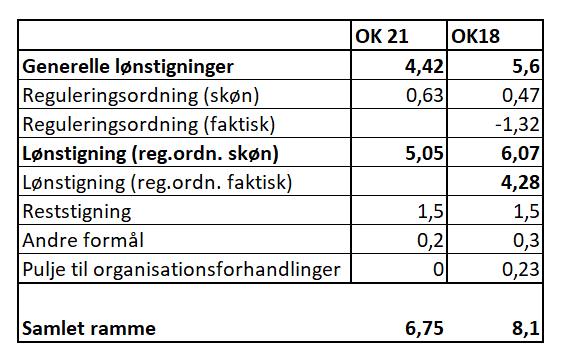 OK 21 OK18
Generelle lønstigninger 4,42 5,6
Reguleringsordning (skøn) 0,63 0,47
Reguleringsordning (faktisk) -1,32
Lønstigning (reg.ordn. skøn) 5,05 6,07
Lønstigning (reg.ordn. faktisk) 4,28
Reststigning 1,5 1,5
Andre formål 0,2 0,3
Pulje til organisationsforhandlinger 0 0,23
Samlet ramme 6,75 8,1